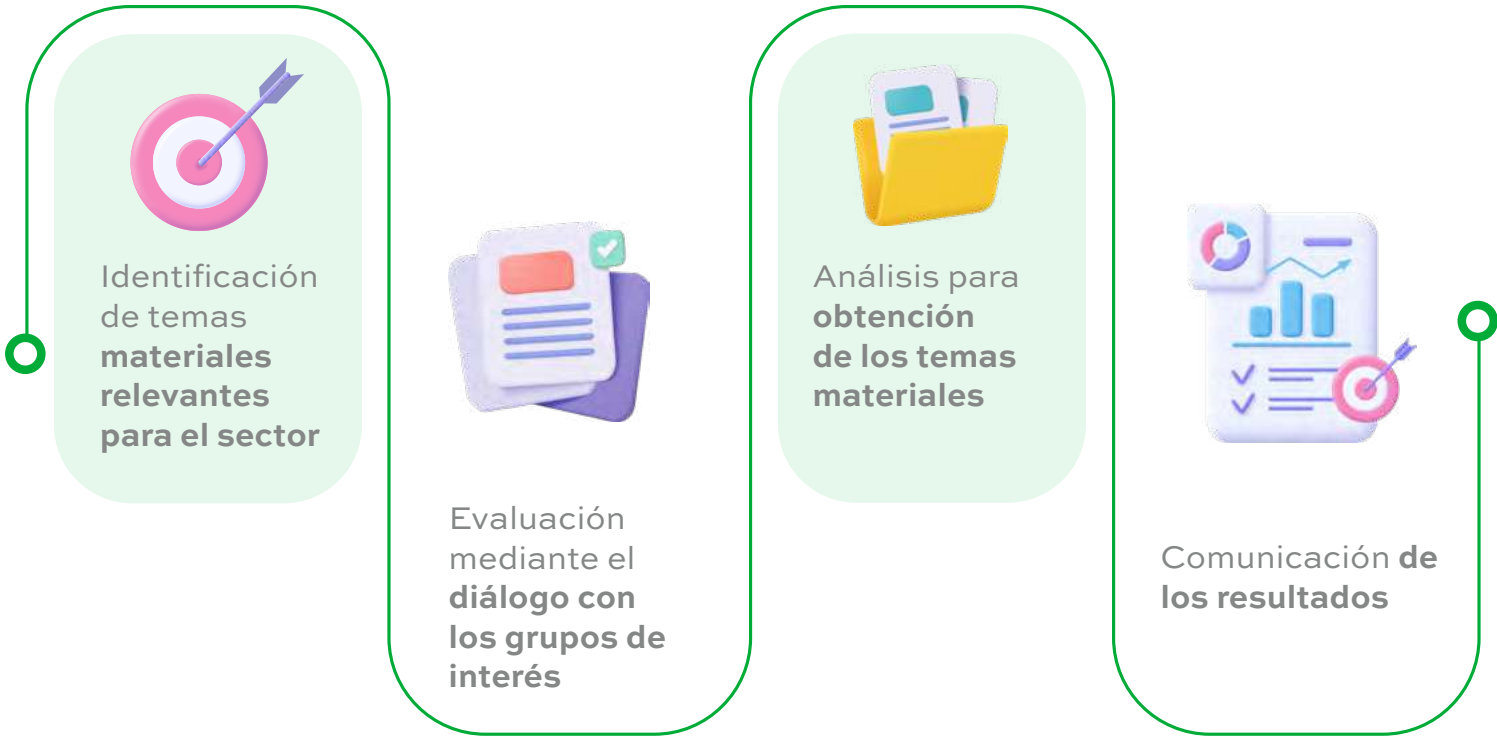 Identificación
de temas
materiales
relevantes
para el sector
Evaluación
mediante el
diálogo con
los grupos de
interés
Análisis para
obtención
de los temas
materiales
Comunicación de
los resultados